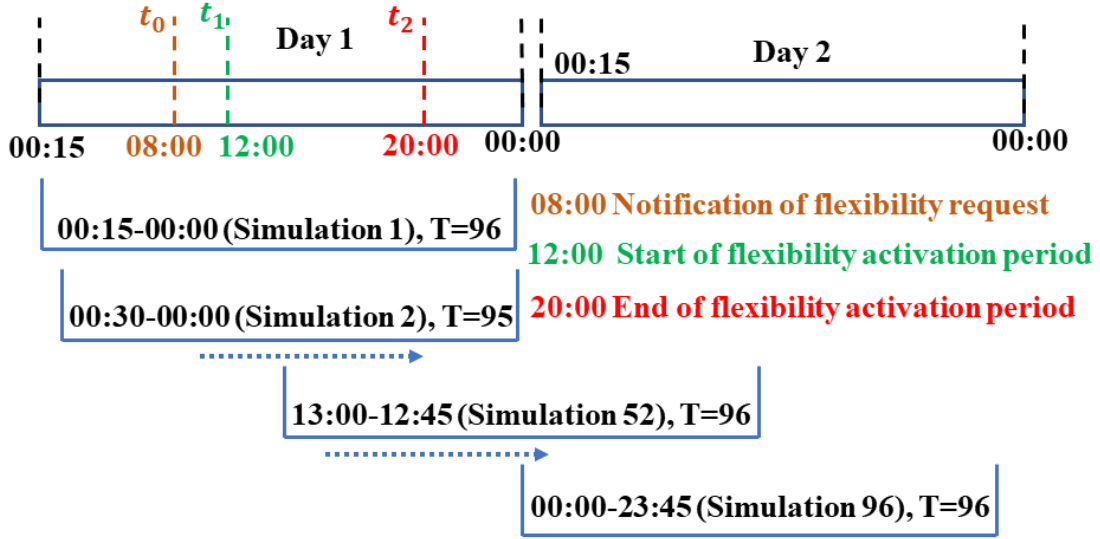 t₀ t₁ Day 1 t₂ Day 2
00:15
00:15 08:00 12:00 20:00 00:00 00:00
00:15-00:00 (Simulation 1), T=96
08:00 Notification of flexibility request
12:00 Start of flexibility activation period
00:30-00:00 (Simulation 2), T=95
20:00 End of flexibility activation period
13:00-12:45 (Simulation 52), T=96
00:00-23:45 (Simulation 96), T=96